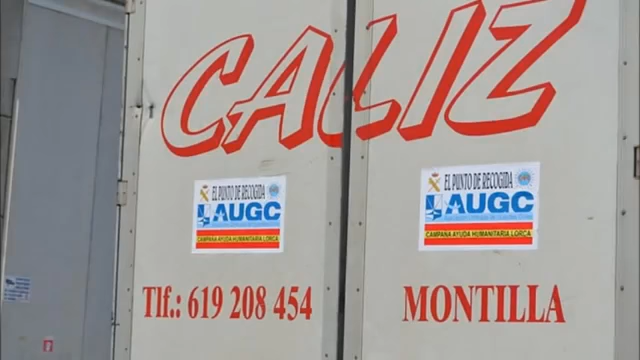 CALIZ
EL PUNTO DE RECOGIDA
AUGC
CAMPAÑA AYUDA HUMANITARIA LORCA
EL PUNTO DE RECOGIDA
AUGC
CAMPAÑA AYUDA HUMANITARIA LORCA
Tlf.: 619 208 454
MONTILLA